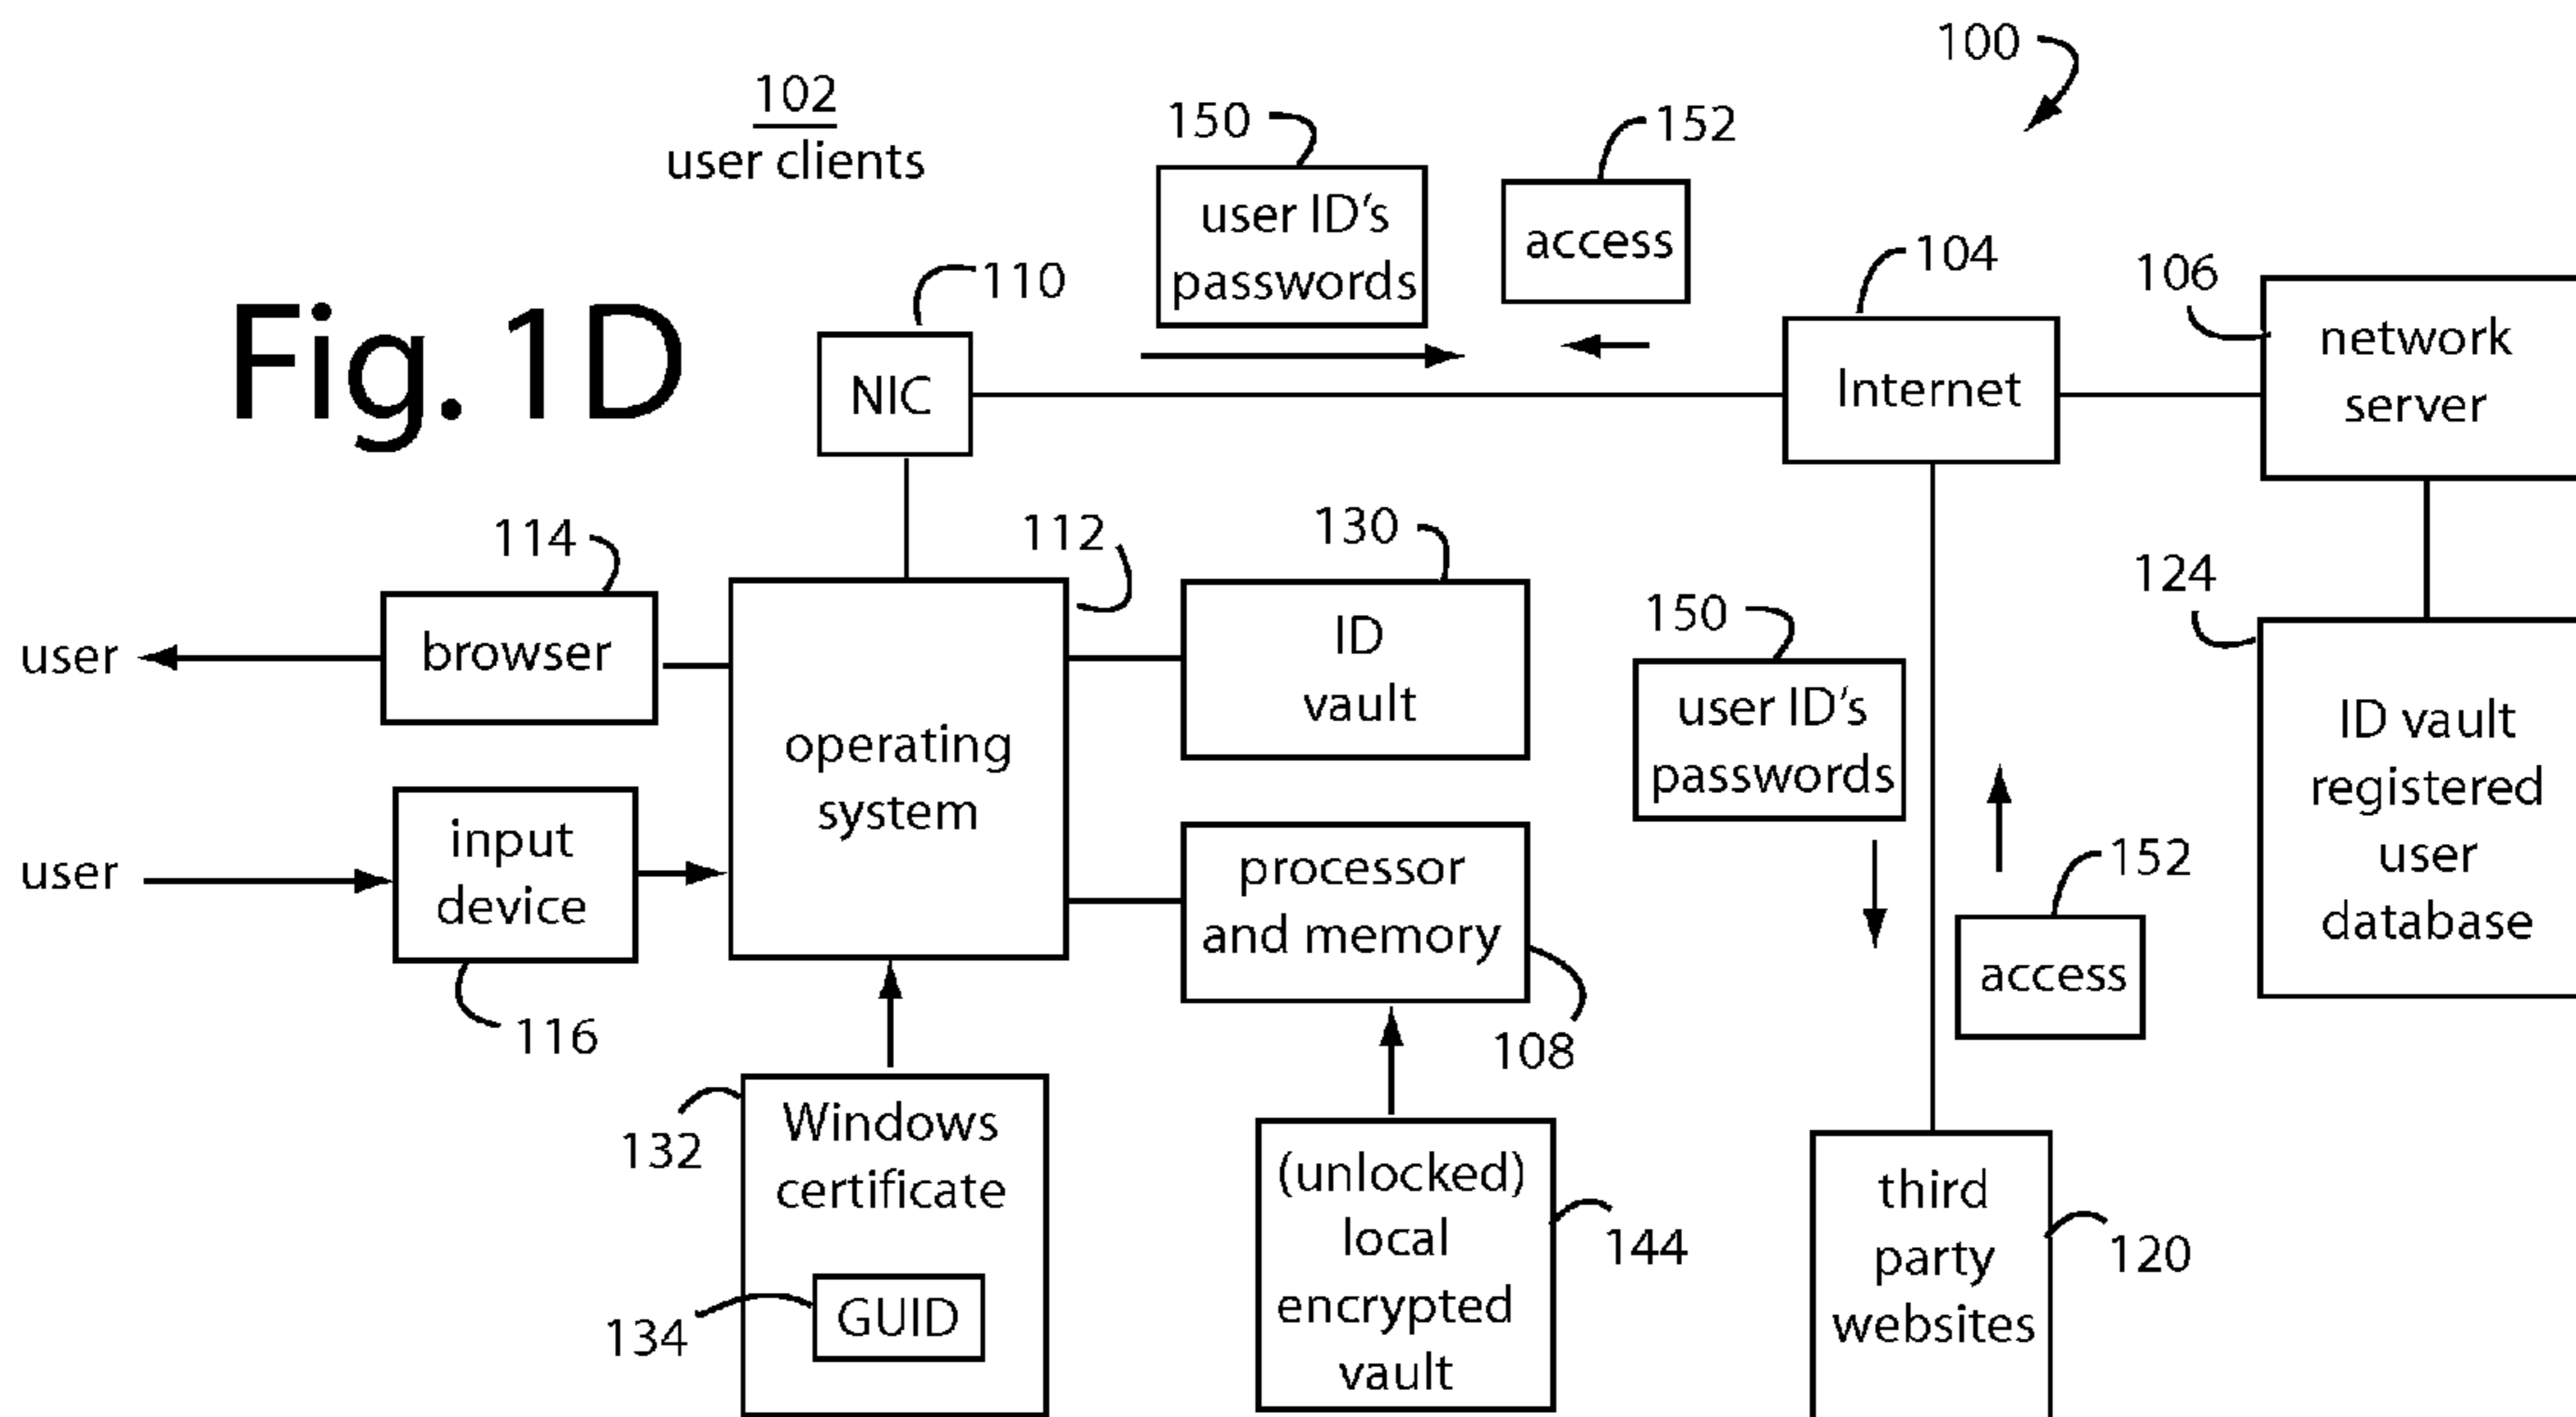 100
102
user clients
150
152
user ID's
passwords
access
104
106
110
Fig. 1D
NIC
Internet
network
server
114
112
130
124
150
user
browser
ID
vault
operating
system
user ID's
passwords
ID vault
registered
user
database
user
input
device
processor
and memory
152
access
116
108
132
Windows
certificate
134
GUID
(unlocked)
local
encrypted
vault
144
third
party
websites
120